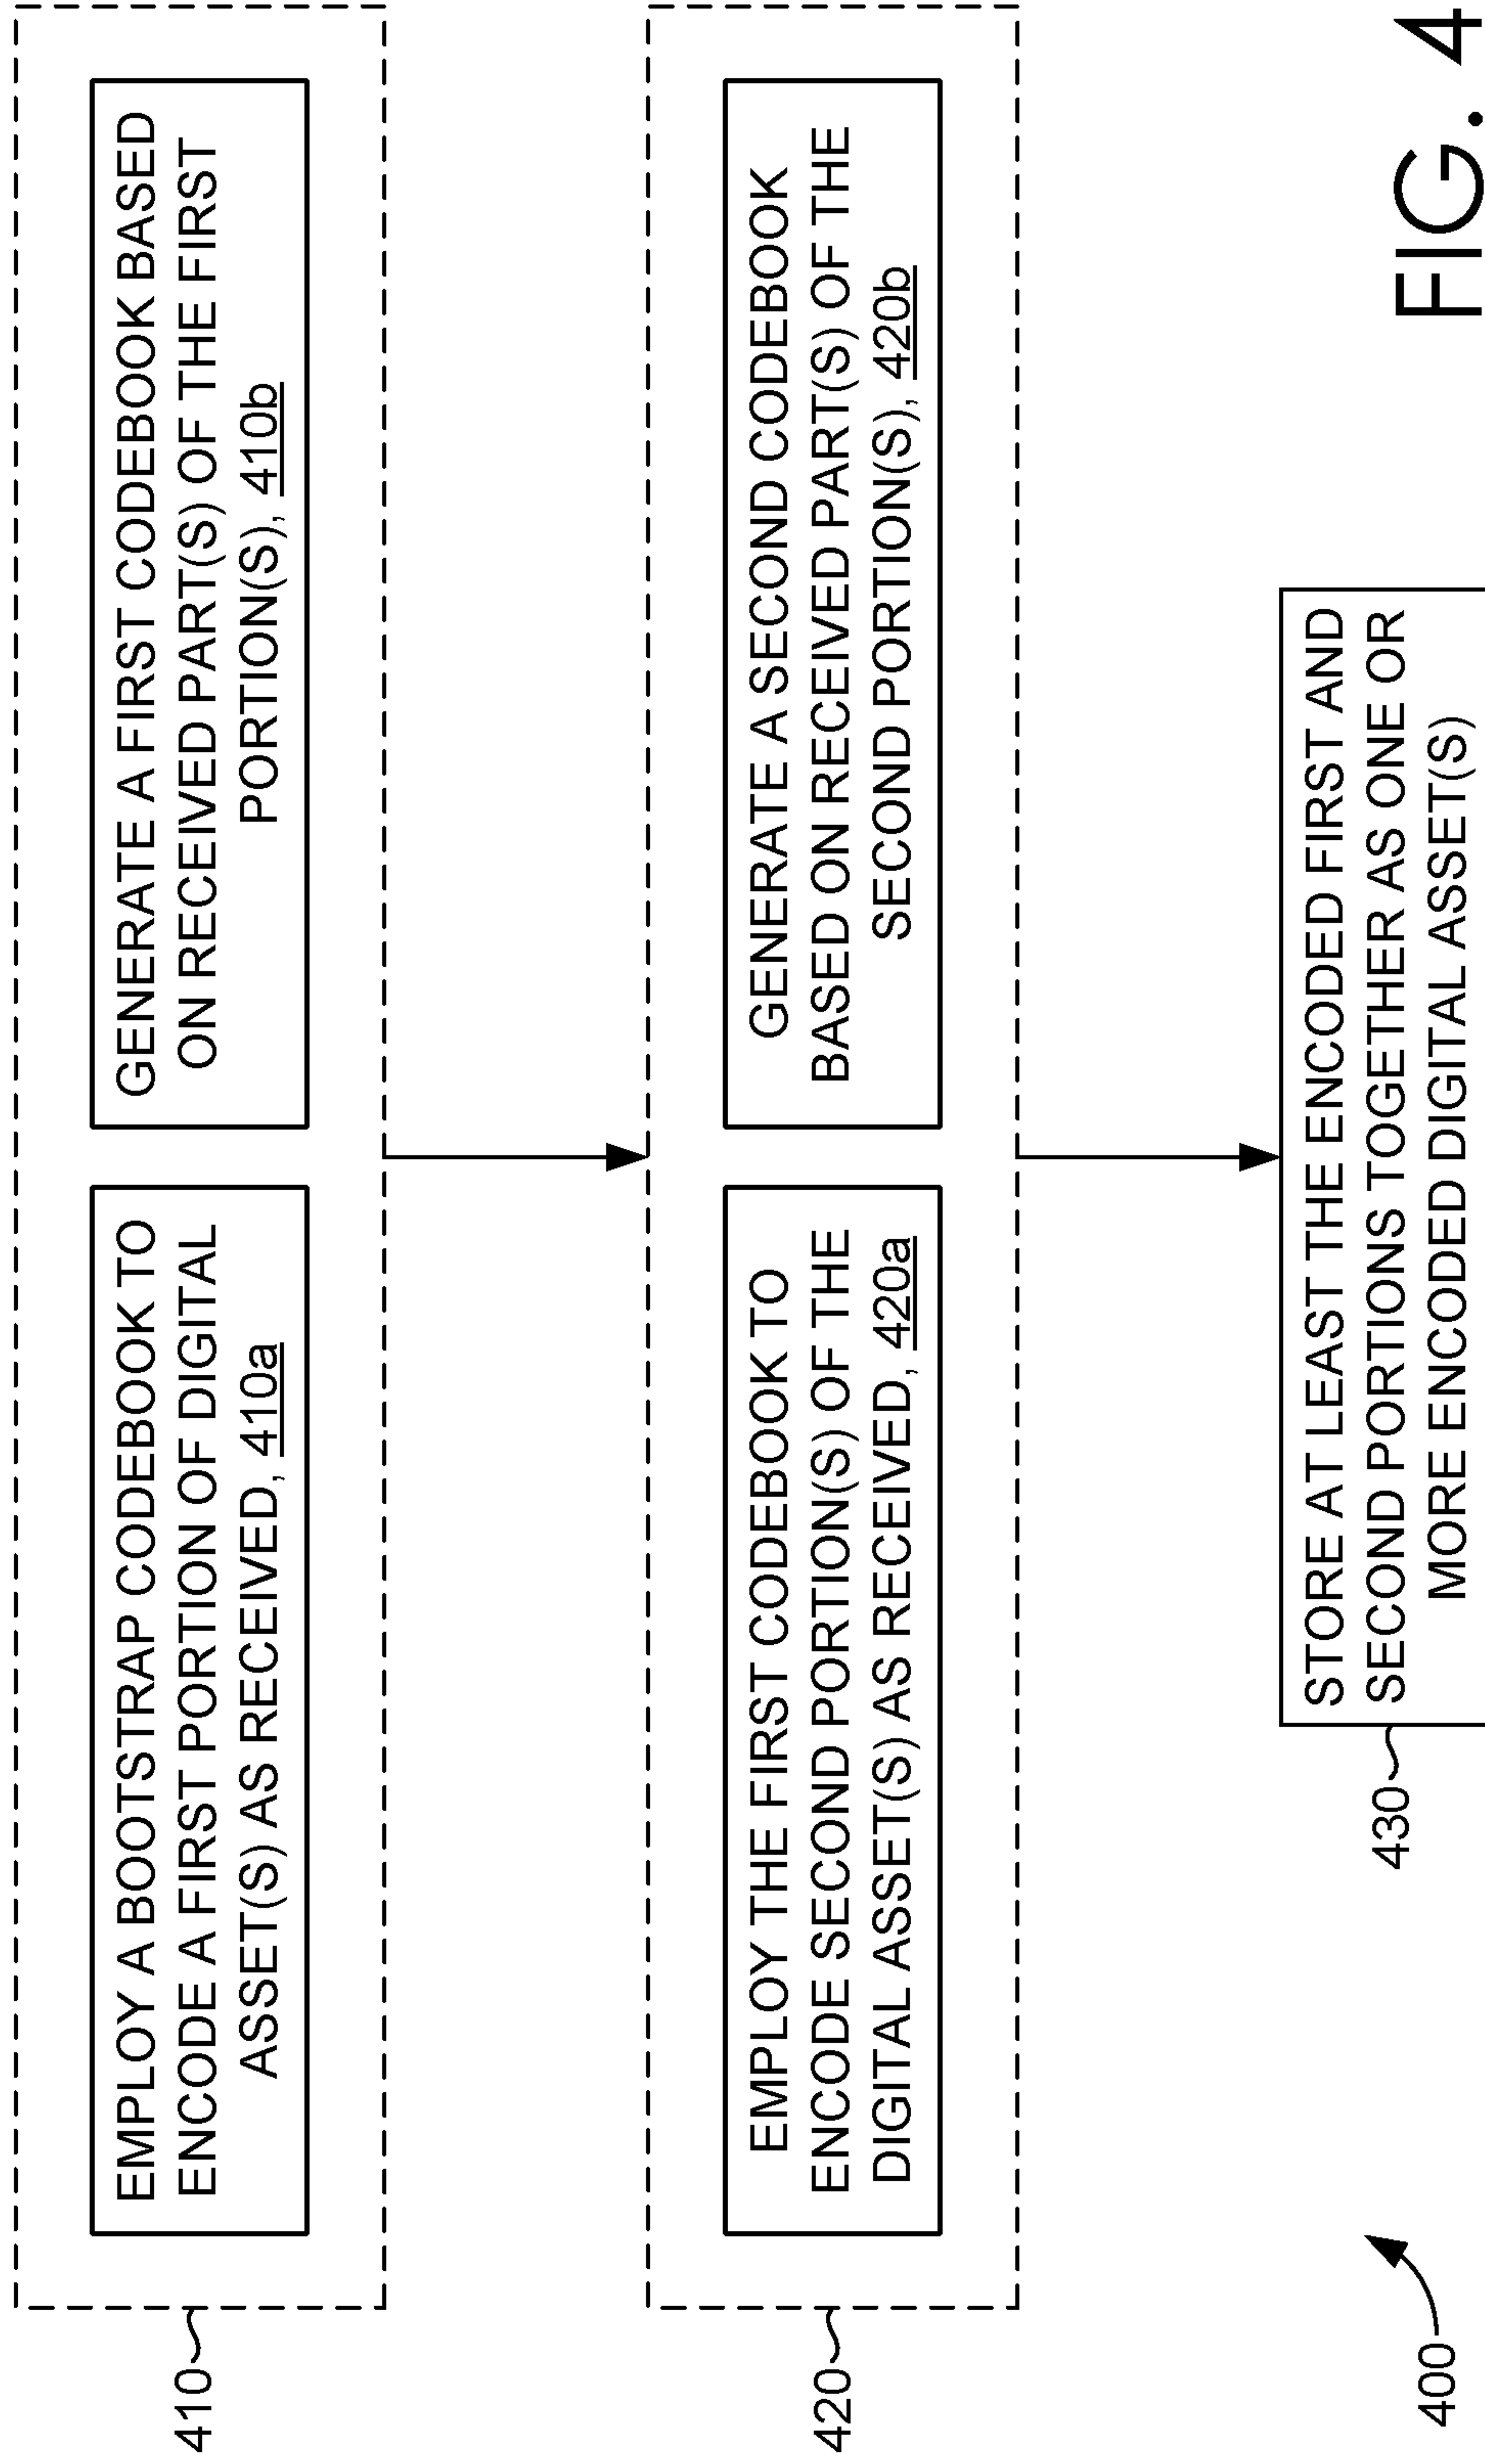 410
EMPLOY A BOOTSTRAP CODEBOOK TO
ENCODE A FIRST PORTION OF DIGITAL
ASSET(S) AS RECEIVED, 410a
GENERATE A FIRST CODEBOOK BASED
ON RECEIVED PART(S) OF THE FIRST
PORTION(S), 410b
420
EMPLOY THE FIRST CODEBOOK TO
ENCODE SECOND PORTION(S) OF THE
DIGITAL ASSET(S) AS RECEIVED, 420a
GENERATE A SECOND CODEBOOK
BASED ON RECEIVED PART(S) OF THE
SECOND PORTION(S), 420b
430
STORE AT LEAST THE ENCODED FIRST AND
SECOND PORTIONS TOGETHER AS ONE OR
MORE ENCODED DIGITAL ASSET(S)
400
FIG. 4